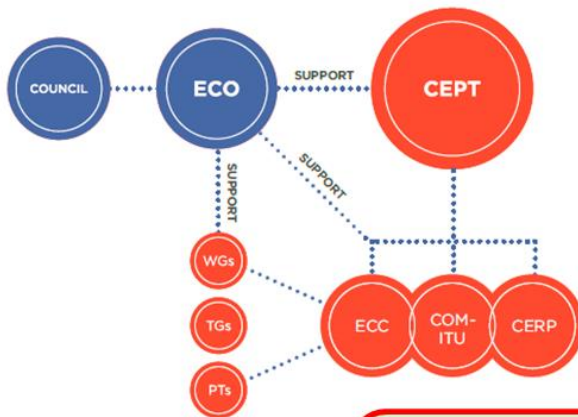 COUNCIL
ECO
SUPPORT
CEPT
SUPPORT
SUPPORT
WGs
TGs
PTs
ECC
COM-
ITU
CERP